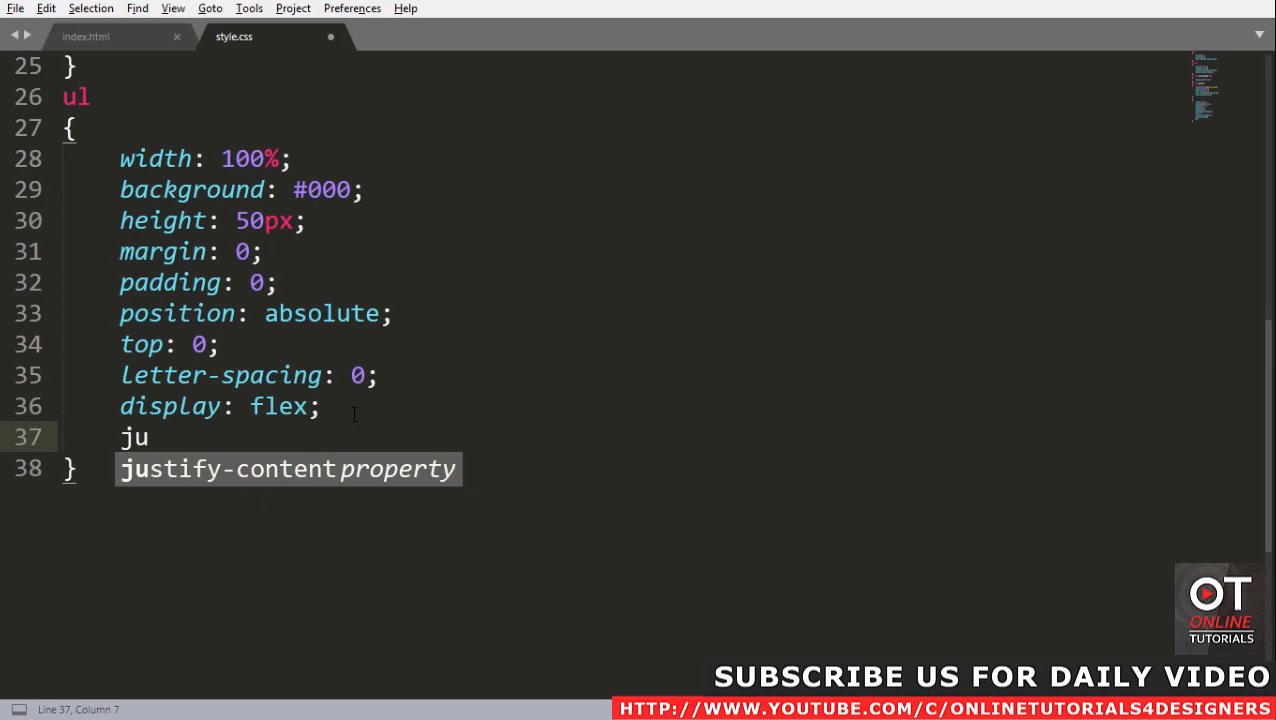 File Edit Selection Find View Goto Tools Project Preferences Help
index.html × style.css
25 }
26 ul
27 {
28 width: 100%;
29 background: #000;
30 height: 50px;
31 margin: 0;
32 padding: 0;
33 position: absolute;
34 top: 0;
35 letter-spacing: 0;
36 display: flex;
37 ju
38 } justify-content property
OT
ONLINE
TUTORIALS
SUBSCRIBE US FOR DAILY VIDEO
Line 37, Column 7 HTTP://WWW.YOUTUBE.COM/C/ONLINETUTORIALS4DESIGNERS